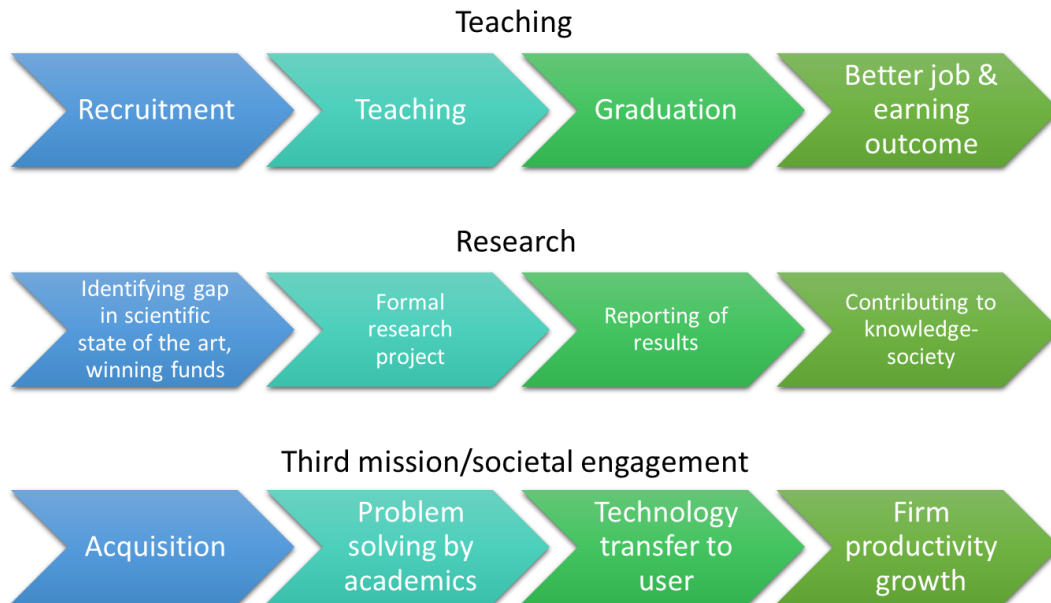 Teaching
Recruitment
Teaching
Graduation
Better job &
earning
outcome
Research
Identifying gap
in scientific
state of the art,
winning funds
Formal
research
project
Reporting of
results
Contributing to
knowledge-
society
Third mission/societal engagement
Acquisition
Problem
solving by
academics
Technology
transfer to
user
Firm
productivity
growth